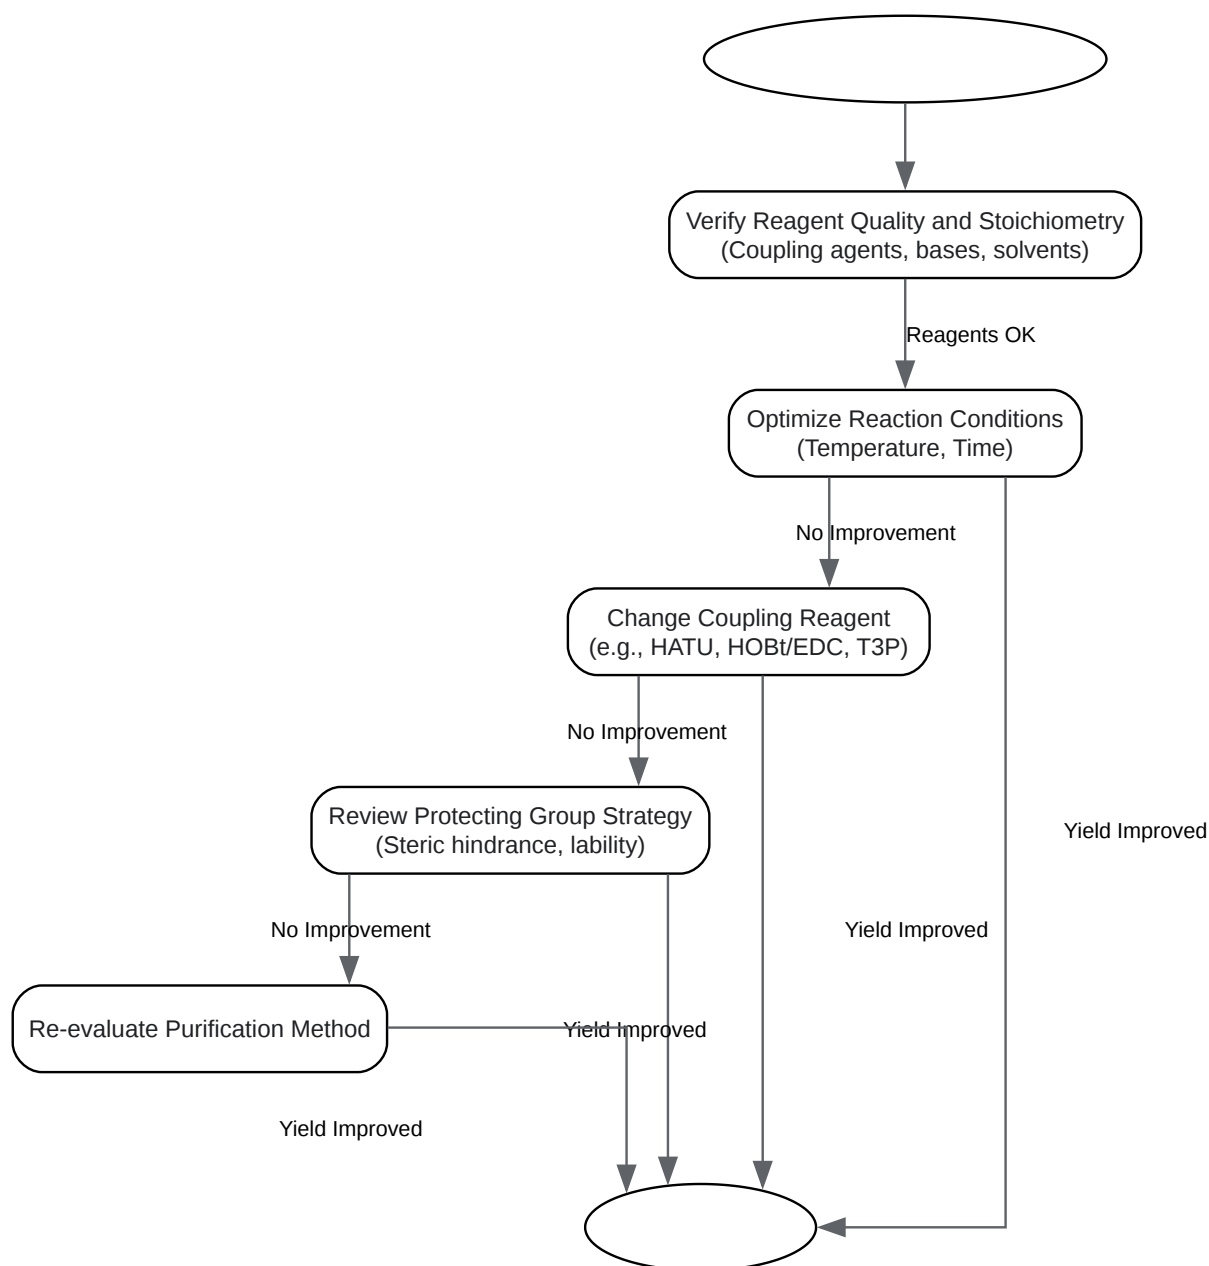 Verify Reagent Quality and Stoichiometry
(Coupling agents, bases, solvents)
Reagents OK
Optimize Reaction Conditions
(Temperature, Time)
No Improvement
Change Coupling Reagent
(e.g., HATU, HOBt/EDC, T3P)
No Improvement
Review Protecting Group Strategy
(Steric hindrance, lability)
Yield Improved
No Improvement
Yield Improved
Re-evaluate Purification Method
Yield Improved
Yield Improved